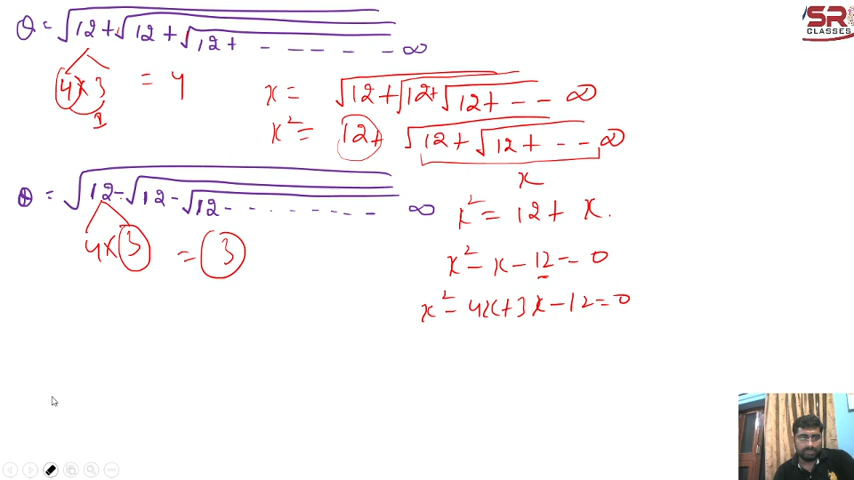 SR
CLASSES
Q = √12+√12+√12+ - - - - - ∞
4×3 = 4
1
x = √12+√12+√12+ - - ∞
x² = 12+ √12+√12+ - - ∞
x
Q = √12-√12-√12- - - - - - - ∞
4×3 = 3
x² = 12+ x.
x² - x - 12 = 0
x² - 4x+3x-12=0